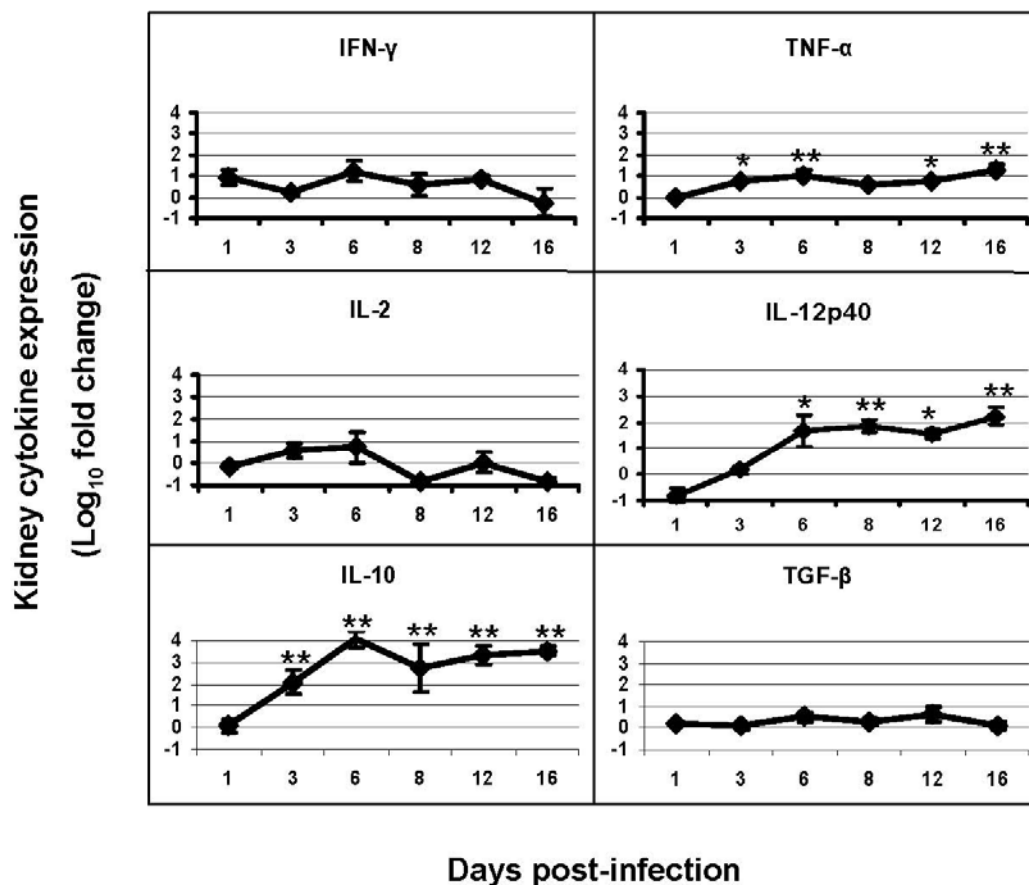 Kidney cytokine expression
(Log10 fold change)
IFN-γ
4
3
2
1
0
-1
1 3 6 8 12 16
TNF-α
4
3
2
1
0
-1
* ** * **
1 3 6 8 12 16
IL-2
4
3
2
1
0
-1
1 3 6 8 12 16
IL-12p40
4
3
2
1
0
-1
* ** * **
1 3 6 8 12 16
IL-10
4
3
2
1
0
-1
** ** ** ** **
1 3 6 8 12 16
TGF-β
4
3
2
1
0
-1
1 3 6 8 12 16
Days post-infection